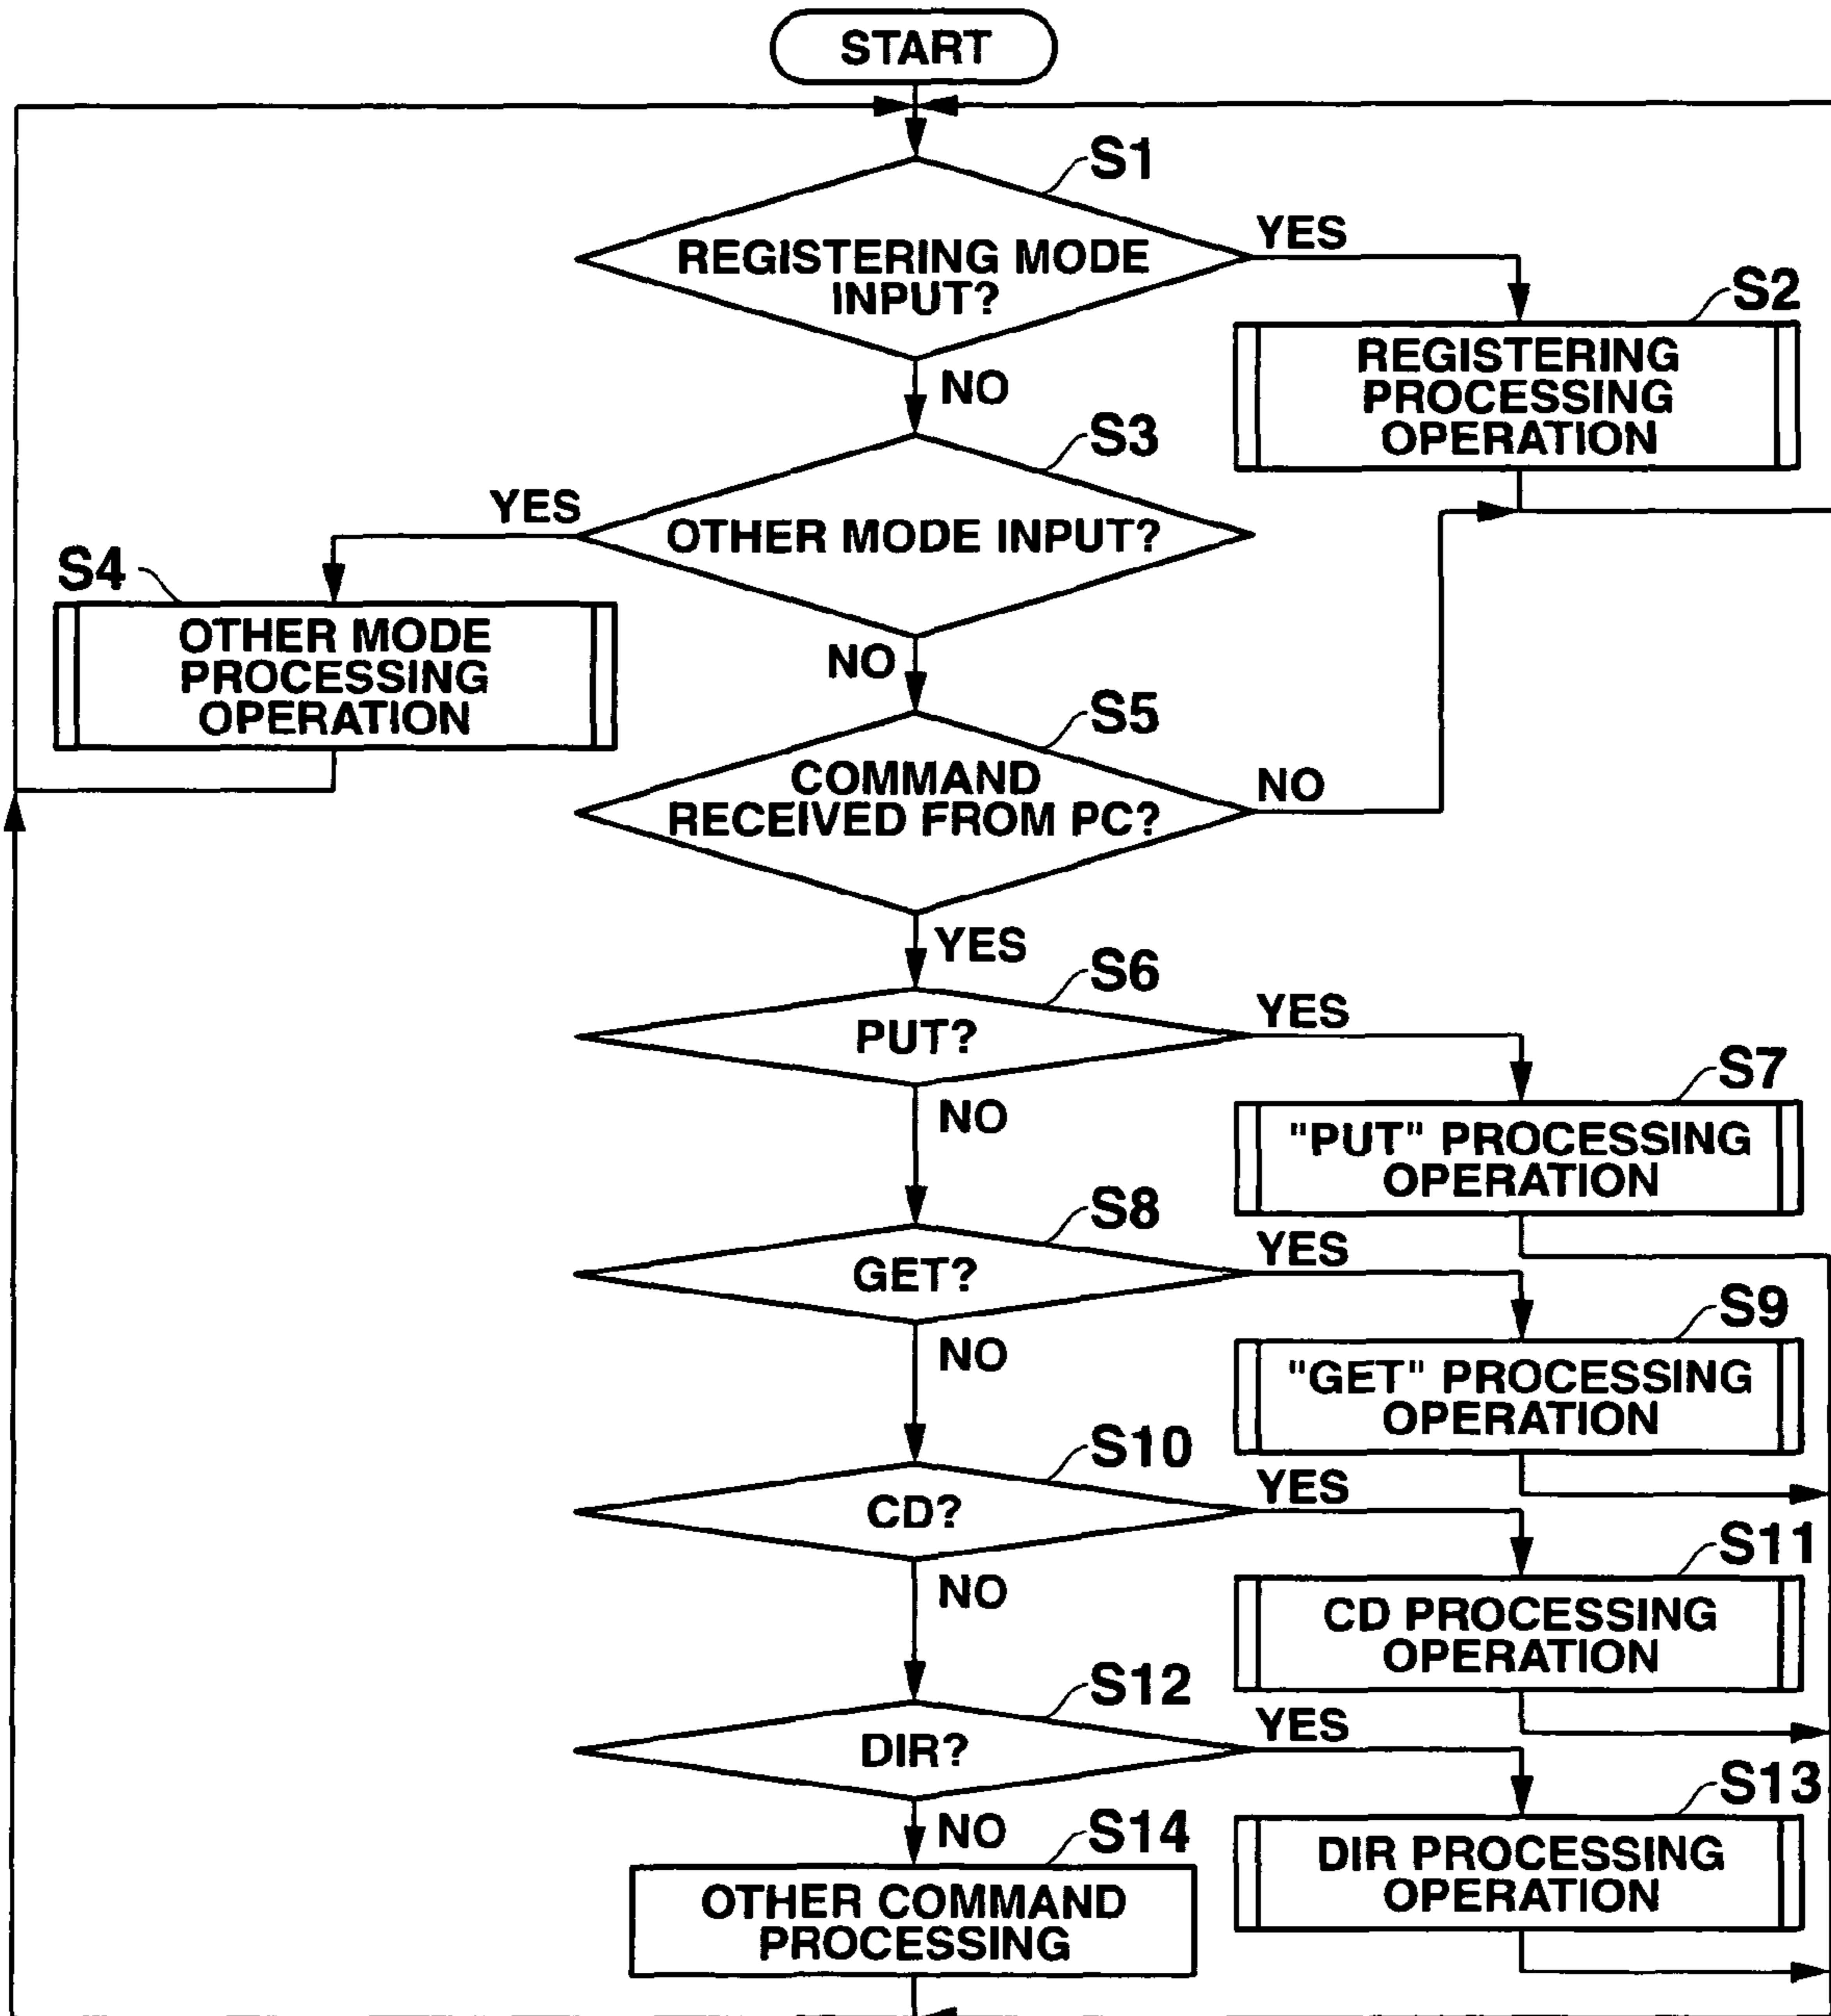 START
S1
REGISTERING MODE
INPUT?
YES
S2
REGISTERING
PROCESSING
OPERATION
NO
S3
OTHER MODE INPUT?
YES
S4
OTHER MODE
PROCESSING
OPERATION
NO
S5
COMMAND
RECEIVED FROM PC?
NO
YES
S6
PUT?
YES
S7
"PUT" PROCESSING
OPERATION
NO
S8
GET?
YES
S9
"GET" PROCESSING
OPERATION
NO
S10
CD?
YES
S11
CD PROCESSING
OPERATION
NO
S12
DIR?
YES
S13
DIR PROCESSING
OPERATION
NO
S14
OTHER COMMAND
PROCESSING